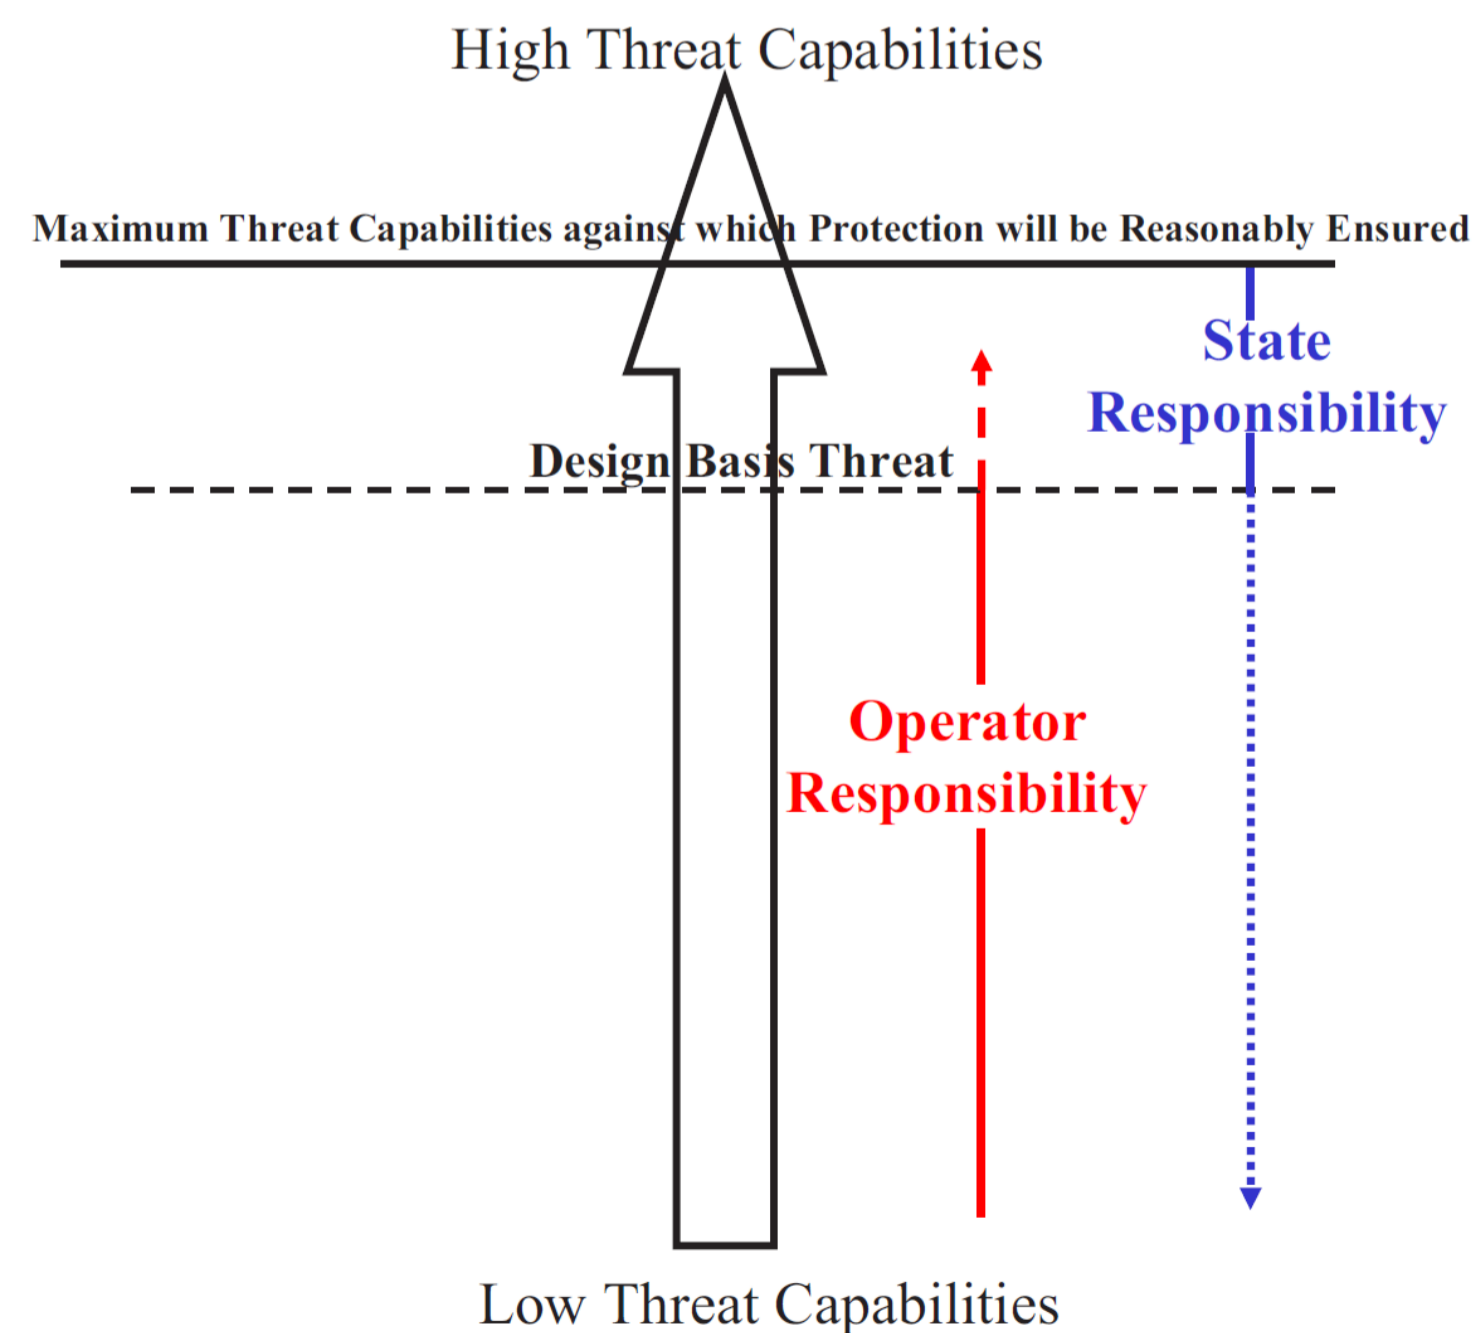 High Threat Capabilities
Maximum Threat Capabilities against which Protection will be Reasonably Ensured
State
Responsibility
Design Basis Threat
Operator
Responsibility
Low Threat Capabilities